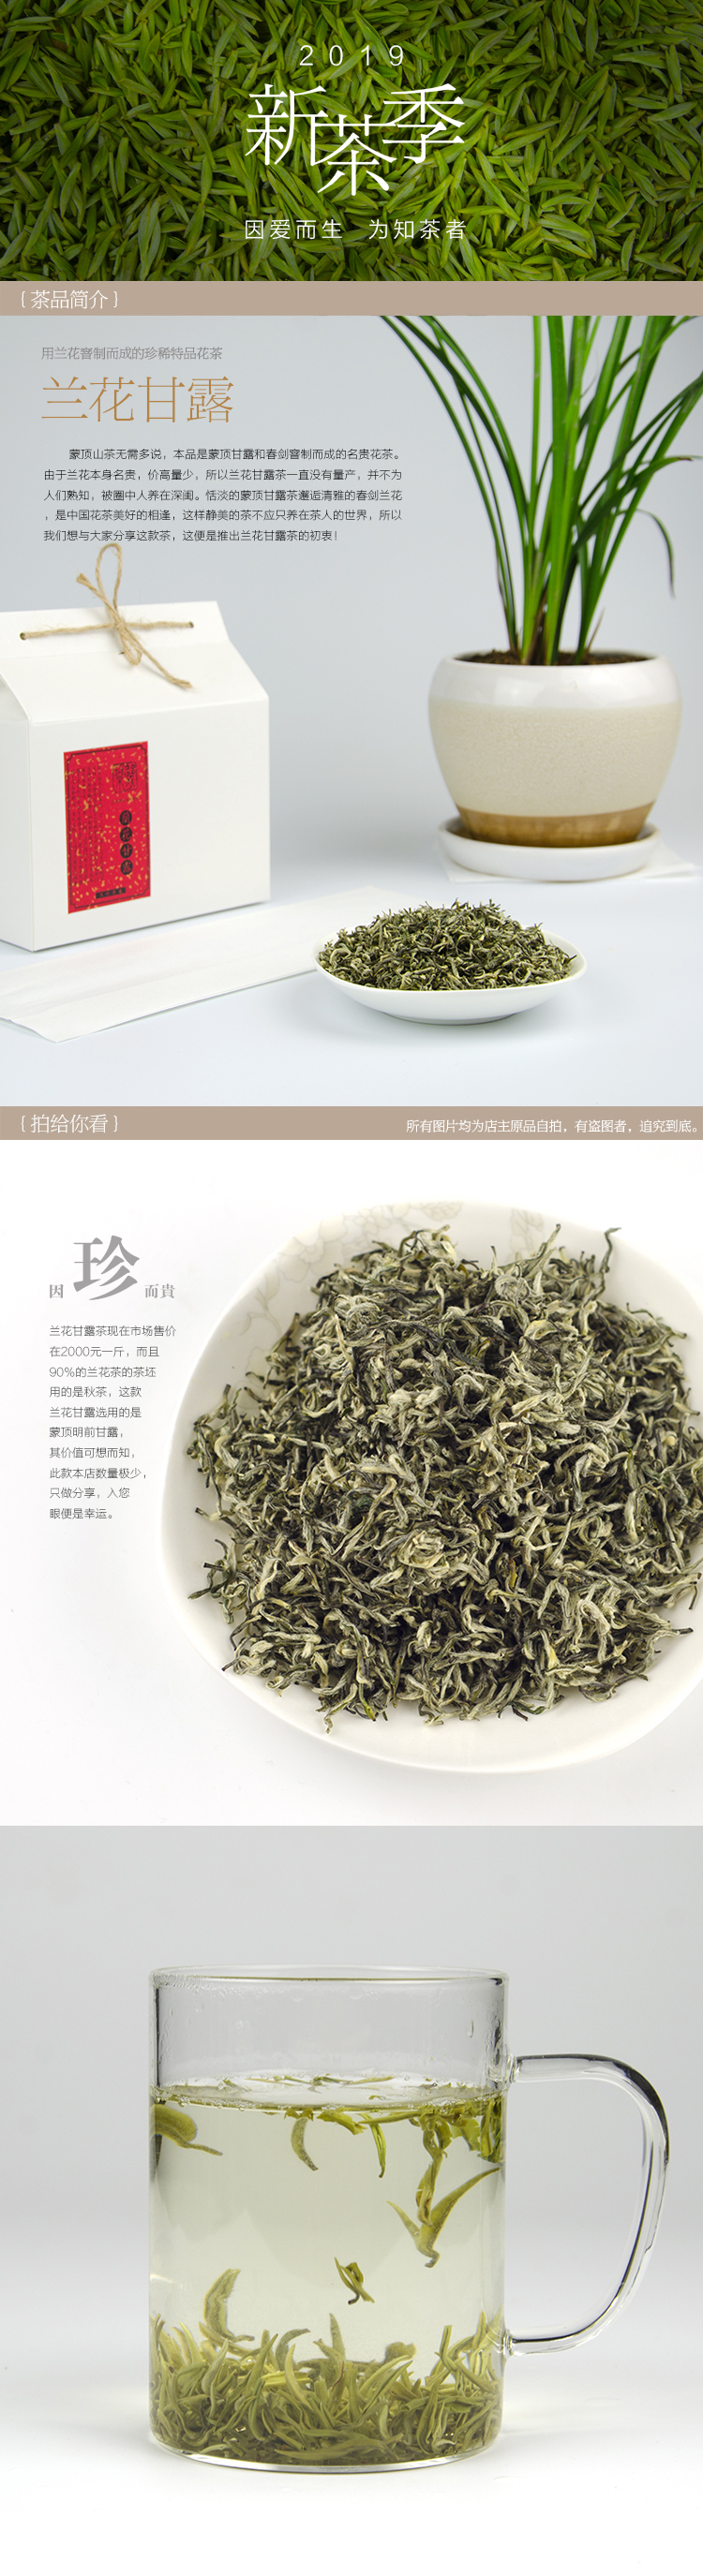 2019
新茶季
因爱而生 为知茶者
{茶品简介}
用兰花窨制而成的珍稀特品花茶
兰花甘露
蒙顶山茶无需多说，本品是蒙顶甘露和春剑窨制而成的名贵花茶。
由于兰花本身名贵，价高量少，所以兰花甘露茶一直没有量产，并不为
人们熟知，被圈中人养在深闺。恬淡的蒙顶甘露茶邂逅清雅的春剑兰花
，是中国花茶美好的相逢，这样静美的茶不应只养在茶人的世界，所以
我们想与大家分享这款茶，这便是推出兰花甘露茶的初衷！
{拍给你看}
所有图片均为店主原品自拍，有盗图者，追究到底。
因珍而貴
兰花甘露茶现在市场售价
在2000元一斤，而且
90%的兰花茶的茶坯
用的是秋茶，这款
兰花甘露选用的是
蒙顶明前甘露，
其价值可想而知，
此款本店数量极少，
只做分享，入您
眼便是幸运。